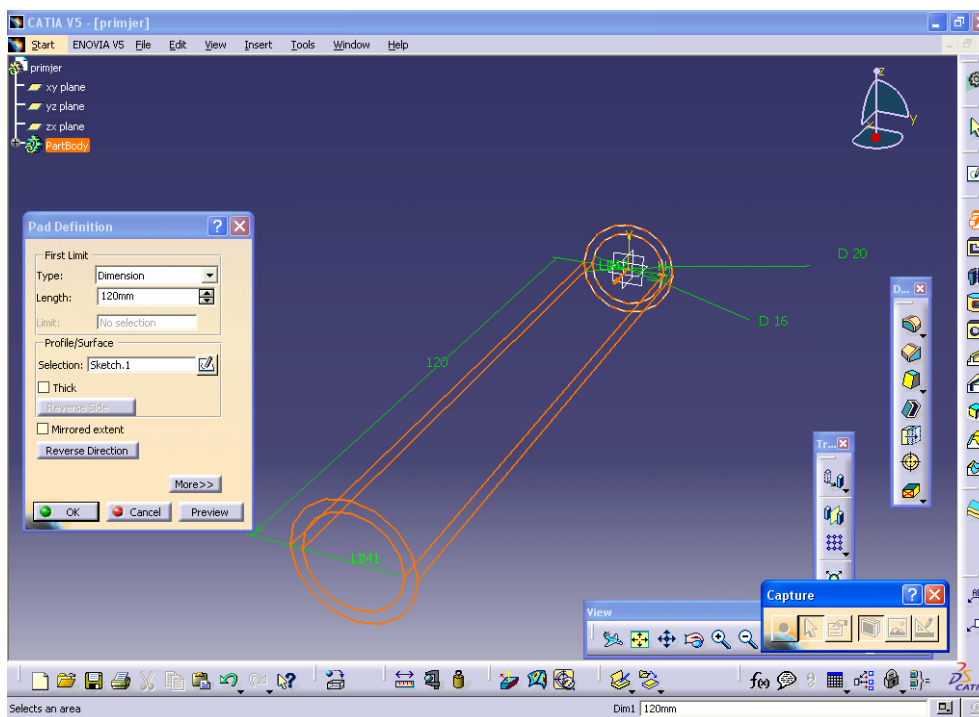 CATIA V5 - [primjer]
Start ENOVIA V5 File Edit View Insert Tools Window Help
primjer
xy plane
yz plane
zx plane
PartBody
z
y
x
Pad Definition
First Limit
Type: Dimension
Length: 120mm
Limit: No selection
Profile/Surface
Selection: Sketch.1
Thick
Reverse Side
Mirrored extent
Reverse Direction
More>>
OK Cancel Preview
D 20
D 16
120
LIM1
D...
Tr...
View
Capture
f(x)
CATIA
Selects an area
Dim1 120mm